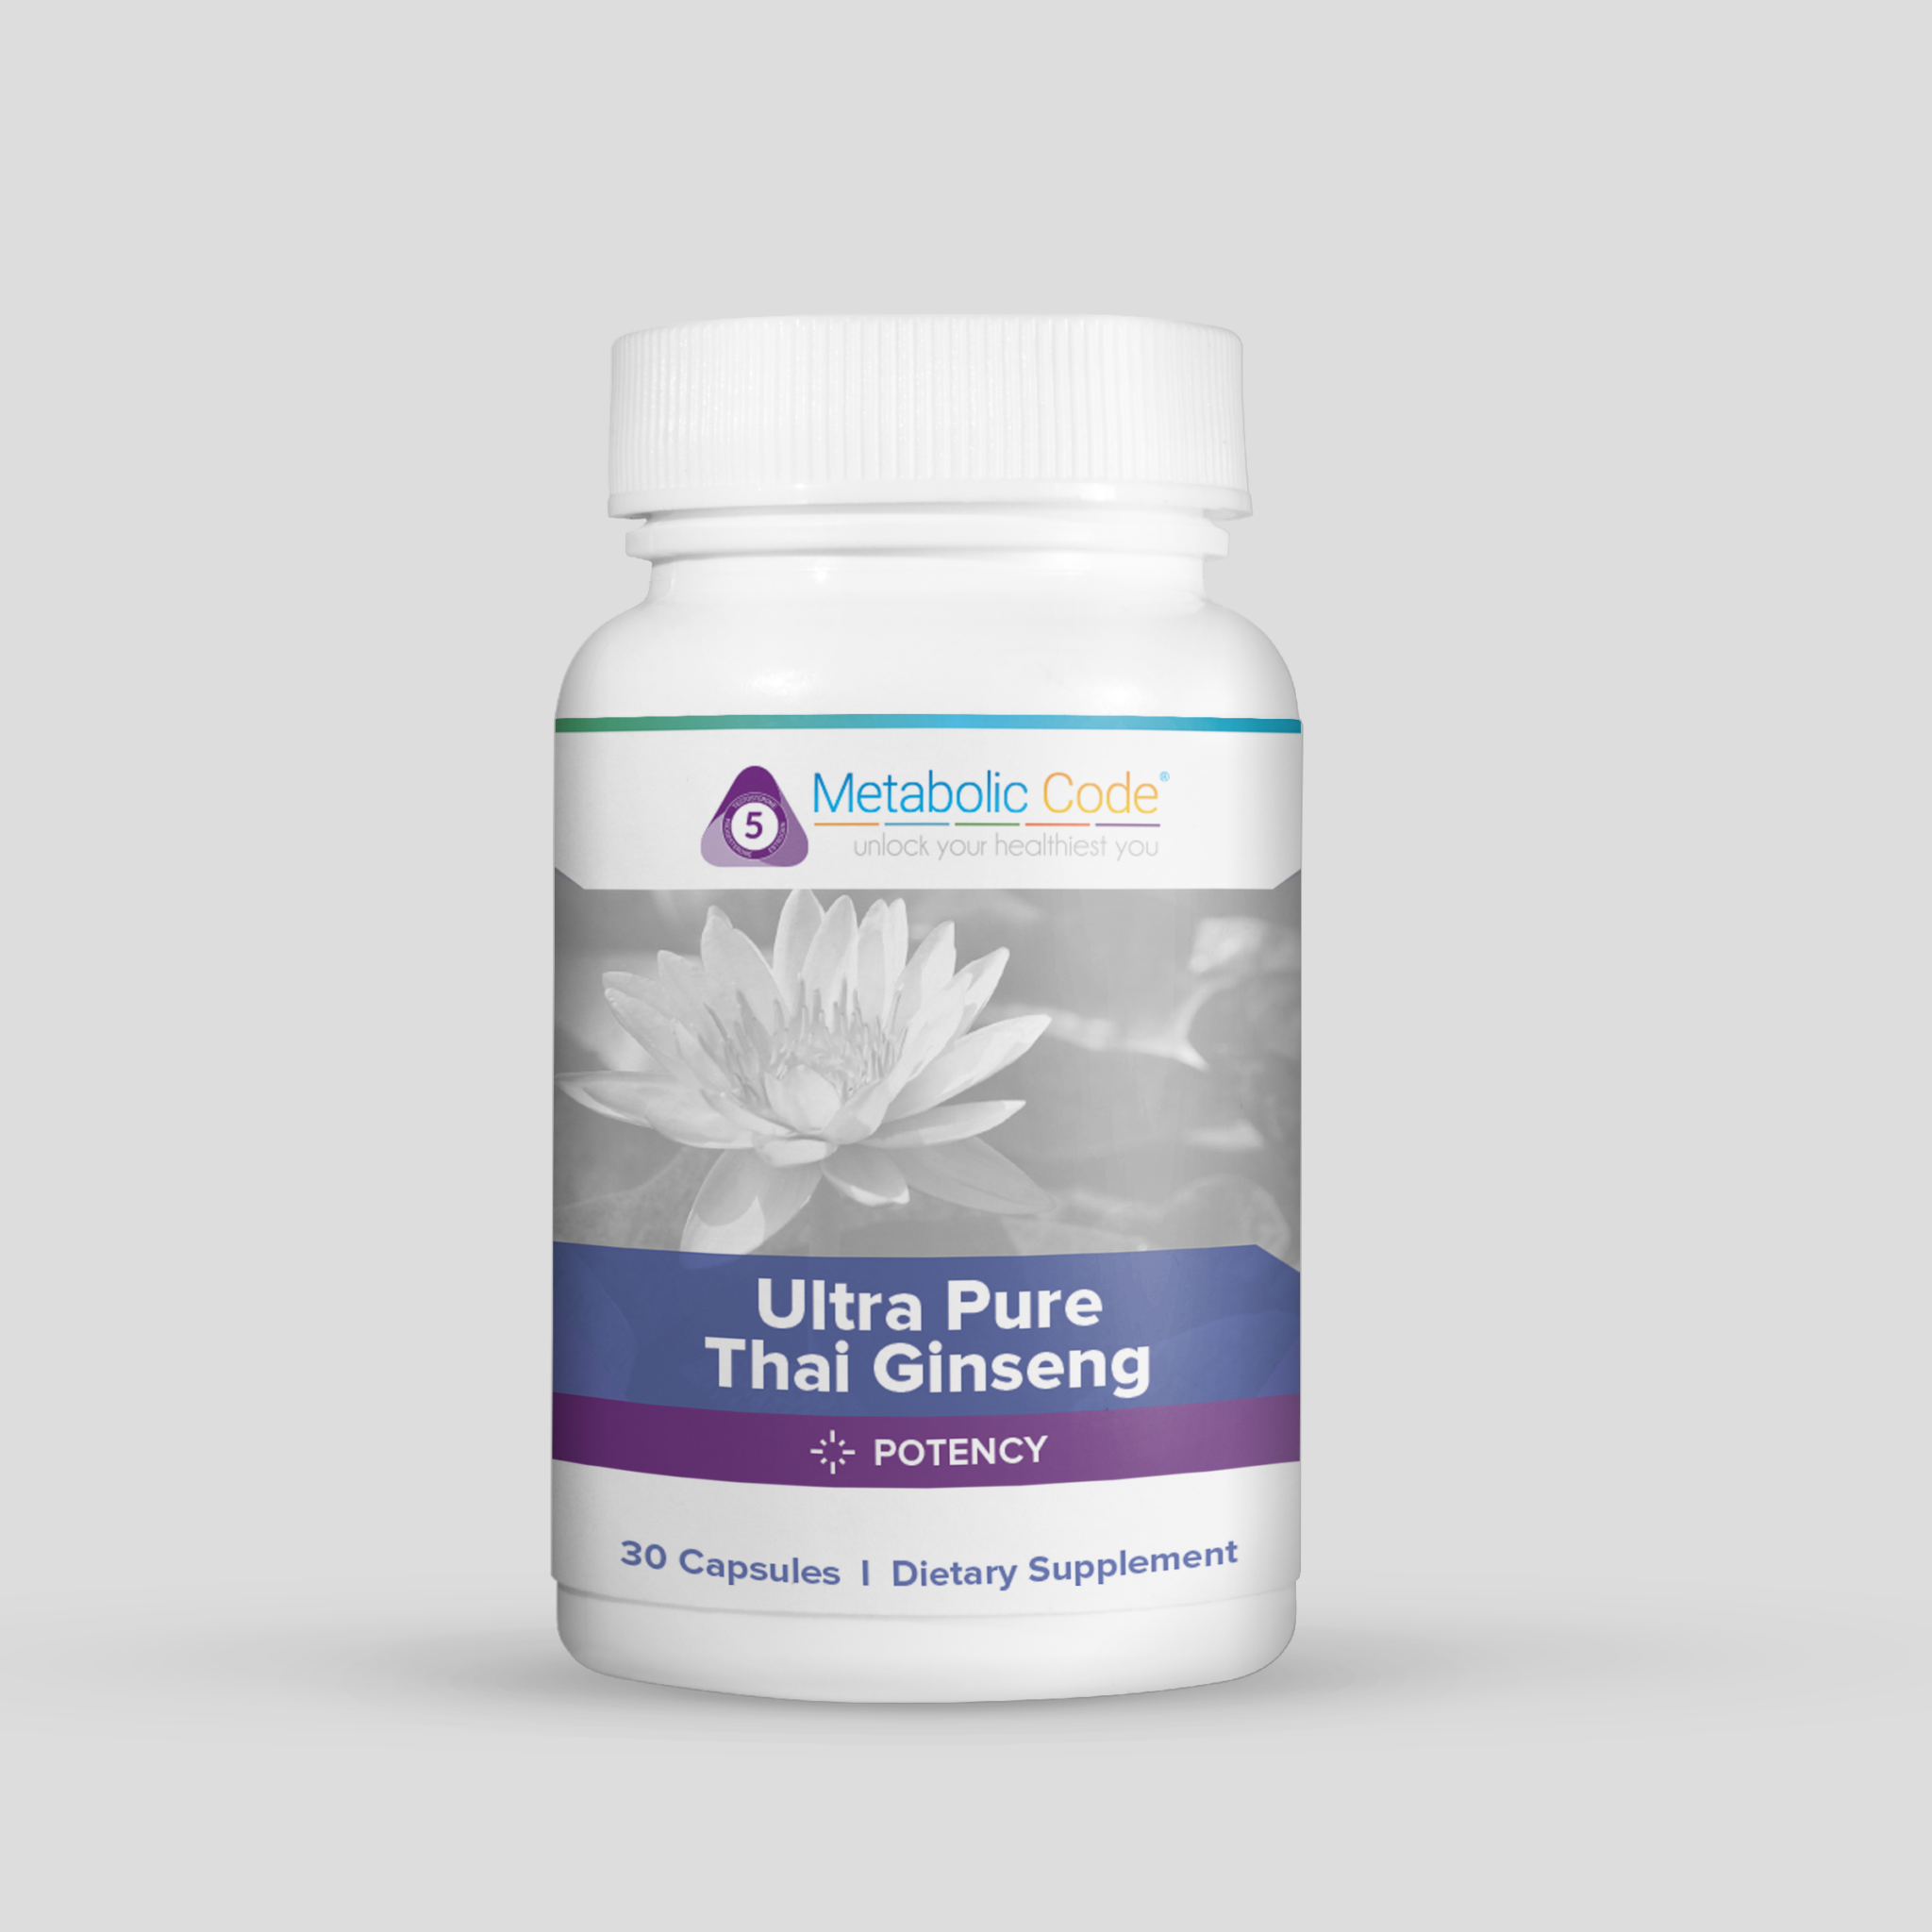 5
Metabolic Code®
unlock your healthiest you
Ultra Pure
Thai Ginseng
POTENCY
30 Capsules | Dietary Supplement